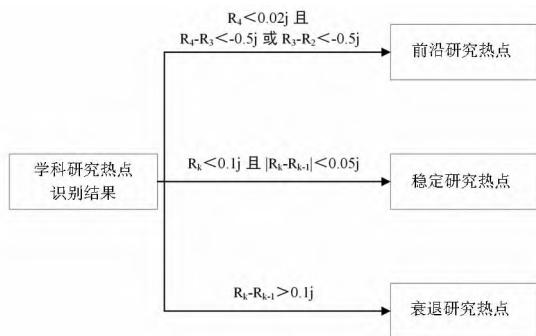 R₄＜0.02j 且
R₄-R₃＜-0.5j 或 R₃-R₂＜-0.5j
前沿研究热点
学科研究热点
识别结果
Rₖ＜0.1j 且 |Rₖ-Rₖ₋₁|＜0.05j
稳定研究热点
Rₖ-Rₖ₋₁＞0.1j
衰退研究热点